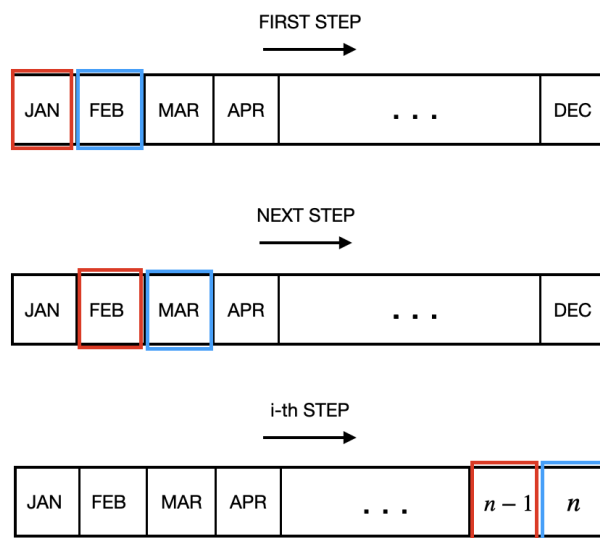 FIRST STEP
JAN FEB MAR APR . . . DEC
NEXT STEP
JAN FEB MAR APR . . . DEC
i-th STEP
JAN FEB MAR APR . . . n − 1 n